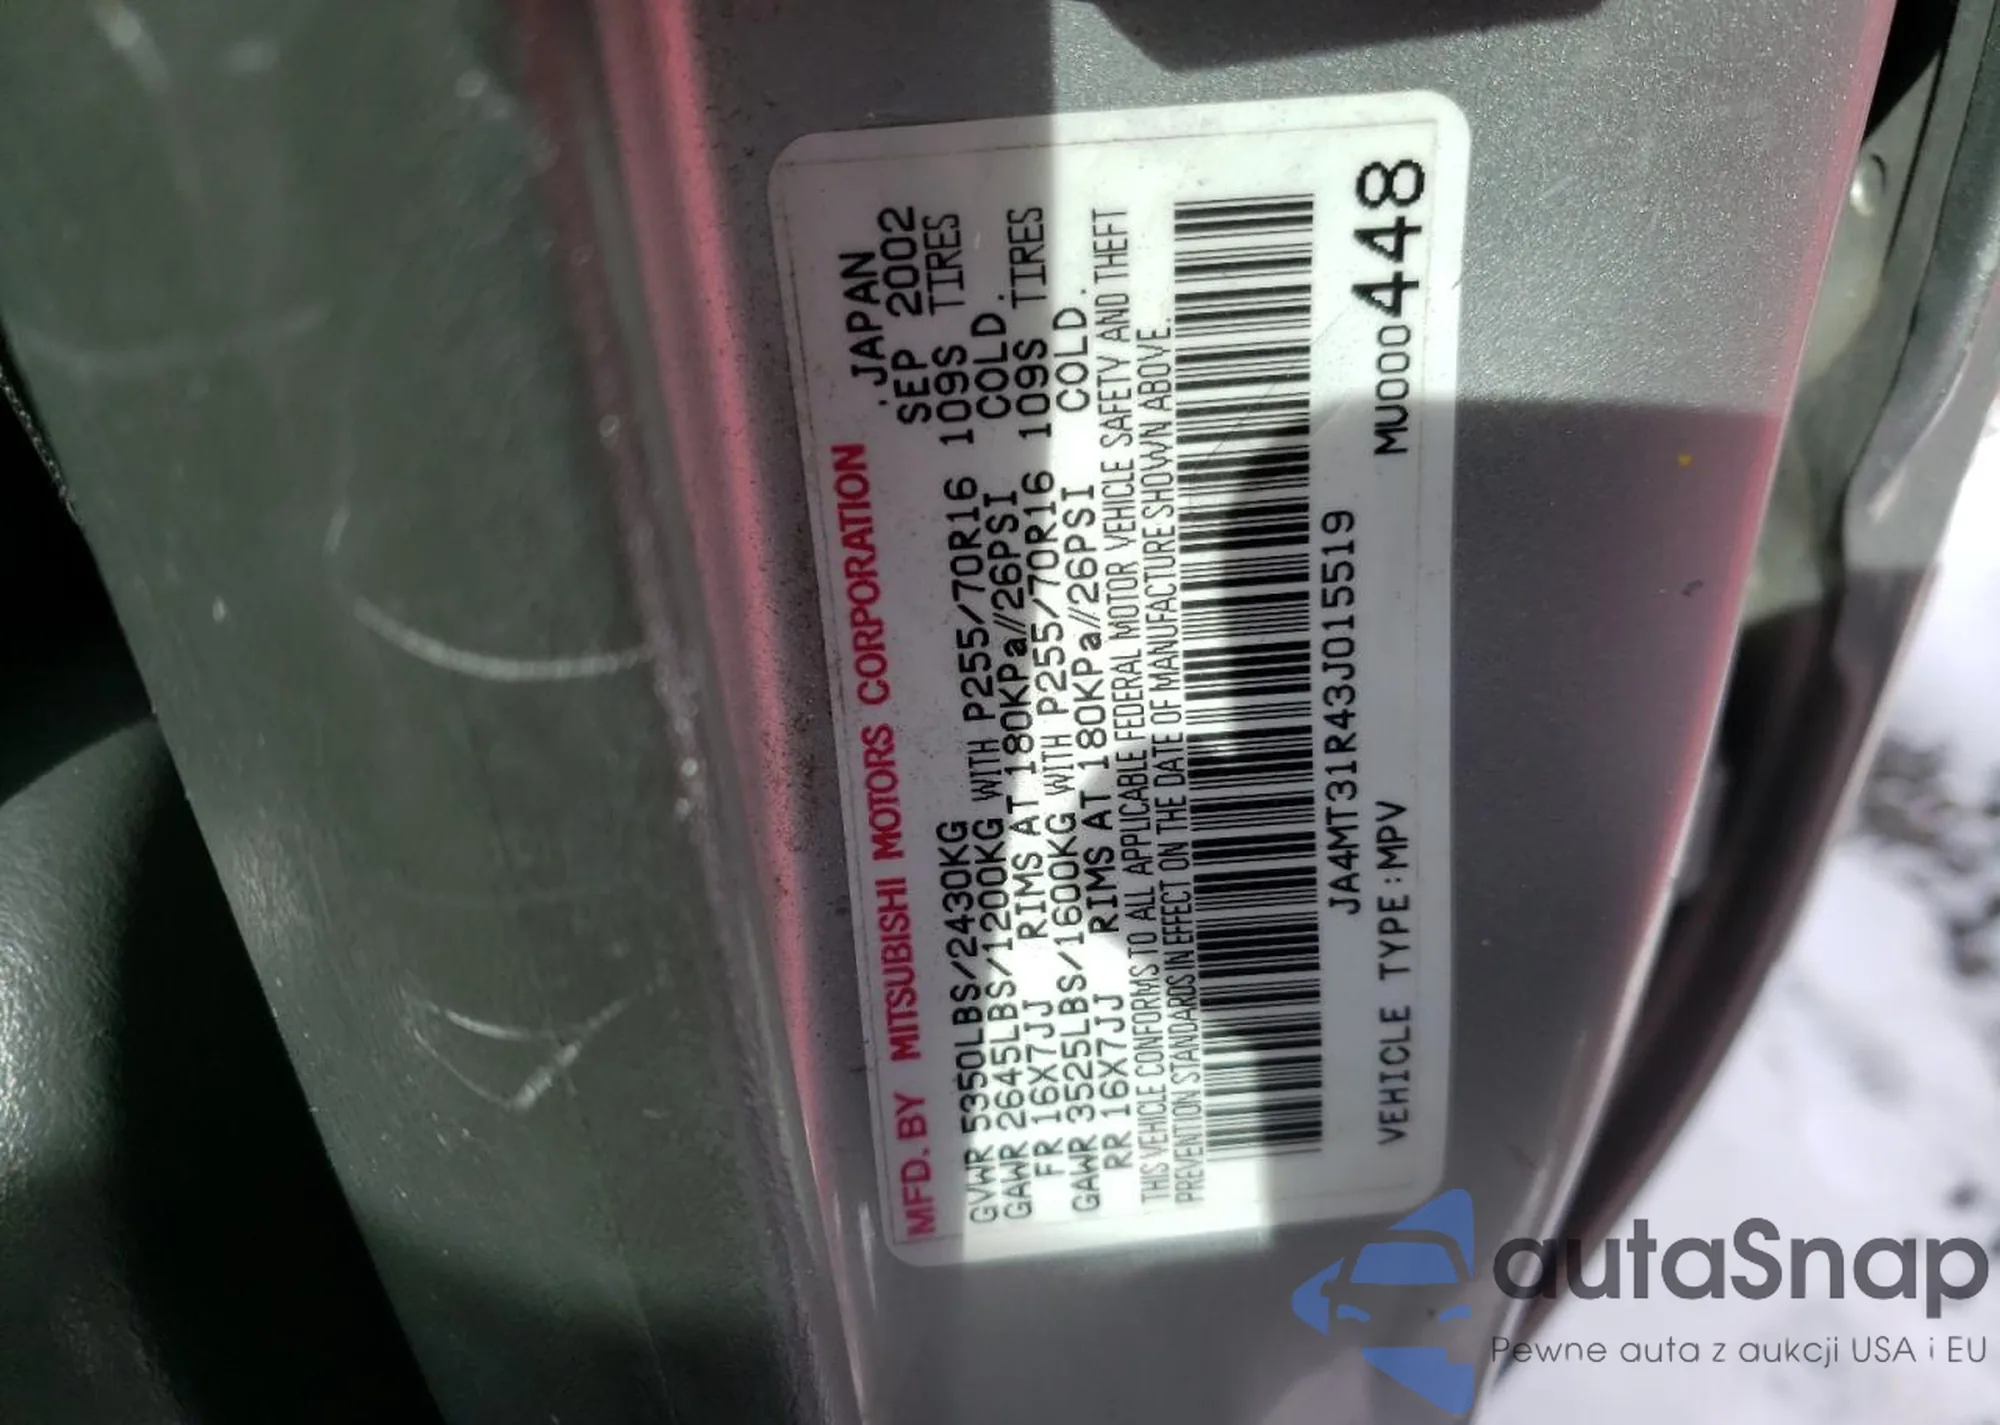 MFD. BY MITSUBISHI MOTORS CORPORATION . JAPAN
SEP 2002
GVWR 5350LBS/2430KG
GAWR 2645LBS/1200KG WITH P255/70R16 109S TIRES
FR 16X7JJ RIMS AT 180KPa//26PSI COLD.
GAWR 3525LBS/1600KG WITH P255/70R16 109S TIRES
RR 16X7JJ RIMS AT 180KPa//26PSI COLD.
THIS VEHICLE CONFORMS TO ALL APPLICABLE FEDERAL MOTOR VEHICLE SAFETY AND THEFT
PREVENTION STANDARDS IN EFFECT ON THE DATE OF MANUFACTURE SHOWN ABOVE.
JA4MT31R43J015519
VEHICLE TYPE:MPV MU000448
autaSnap
Pewne auta z aukcji USA i EU